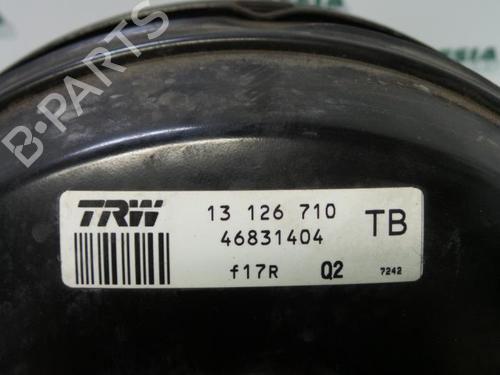 B-PARTS
TRW 13 126 710 TB
46831404
f17R Q2 7242